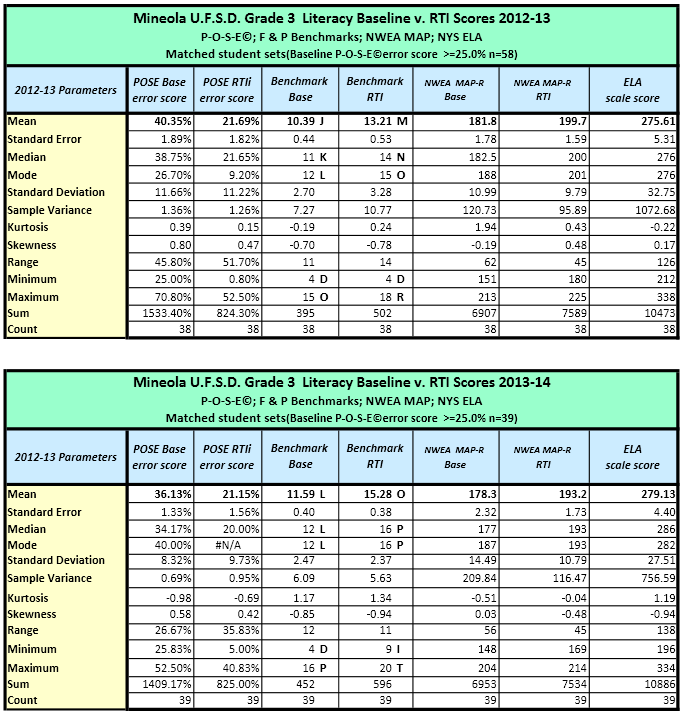 Mineola U.F.S.D. Grade 3 Literacy Baseline v. RTI Scores 2012-13
P-O-S-E©; F & P Benchmarks; NWEA MAP; NYS ELA
Matched student sets(Baseline P-O-S-E©error score >=25.0% n=58)
2012-13 Parameters POSE Base error score POSE RTIi error score Benchmark Base Benchmark RTI NWEA MAP-R Base NWEA MAP-R RTI ELA scale score
Mean 40.35% 21.69% 10.39 J 13.21 M 181.8 199.7 275.61
Standard Error 1.89% 1.82% 0.44 0.53 1.78 1.59 5.31
Median 38.75% 21.65% 11 K 14 N 182.5 200 276
Mode 26.70% 9.20% 12 L 15 O 188 201 276
Standard Deviation 11.66% 11.22% 2.70 3.28 10.99 9.79 32.75
Sample Variance 1.36% 1.26% 7.27 10.77 120.73 95.89 1072.68
Kurtosis 0.39 0.15 -0.19 0.24 1.94 0.43 -0.22
Skewness 0.80 0.47 -0.70 -0.78 -0.19 0.48 0.17
Range 45.80% 51.70% 11 14 62 45 126
Minimum 25.00% 0.80% 4 D 4 D 151 180 212
Maximum 70.80% 52.50% 15 O 18 R 213 225 338
Sum 1533.40% 824.30% 395 502 6907 7589 10473
Count 38 38 38 38 38 38 38
Mineola U.F.S.D. Grade 3 Literacy Baseline v. RTI Scores 2013-14
P-O-S-E©; F & P Benchmarks; NWEA MAP; NYS ELA
Matched student sets(Baseline P-O-S-E©error score >=25.0% n=39)
2012-13 Parameters POSE Base error score POSE RTIi error score Benchmark Base Benchmark RTI NWEA MAP-R Base NWEA MAP-R RTI ELA scale score
Mean 36.13% 21.15% 11.59 L 15.28 O 178.3 193.2 279.13
Standard Error 1.33% 1.56% 0.40 0.38 2.32 1.73 4.40
Median 34.17% 20.00% 12 L 16 P 177 193 286
Mode 40.00% #N/A 12 L 16 P 187 193 282
Standard Deviation 8.32% 9.73% 2.47 2.37 14.49 10.79 27.51
Sample Variance 0.69% 0.95% 6.09 5.63 209.84 116.47 756.59
Kurtosis -0.98 -0.69 1.17 1.34 -0.51 -0.04 1.19
Skewness 0.58 0.42 -0.85 -0.94 0.03 -0.48 -0.94
Range 26.67% 35.83% 12 11 56 45 138
Minimum 25.83% 5.00% 4 D 9 I 148 169 196
Maximum 52.50% 40.83% 16 P 20 T 204 214 334
Sum 1409.17% 825.00% 452 596 6953 7534 10886
Count 39 39 39 39 39 39 39